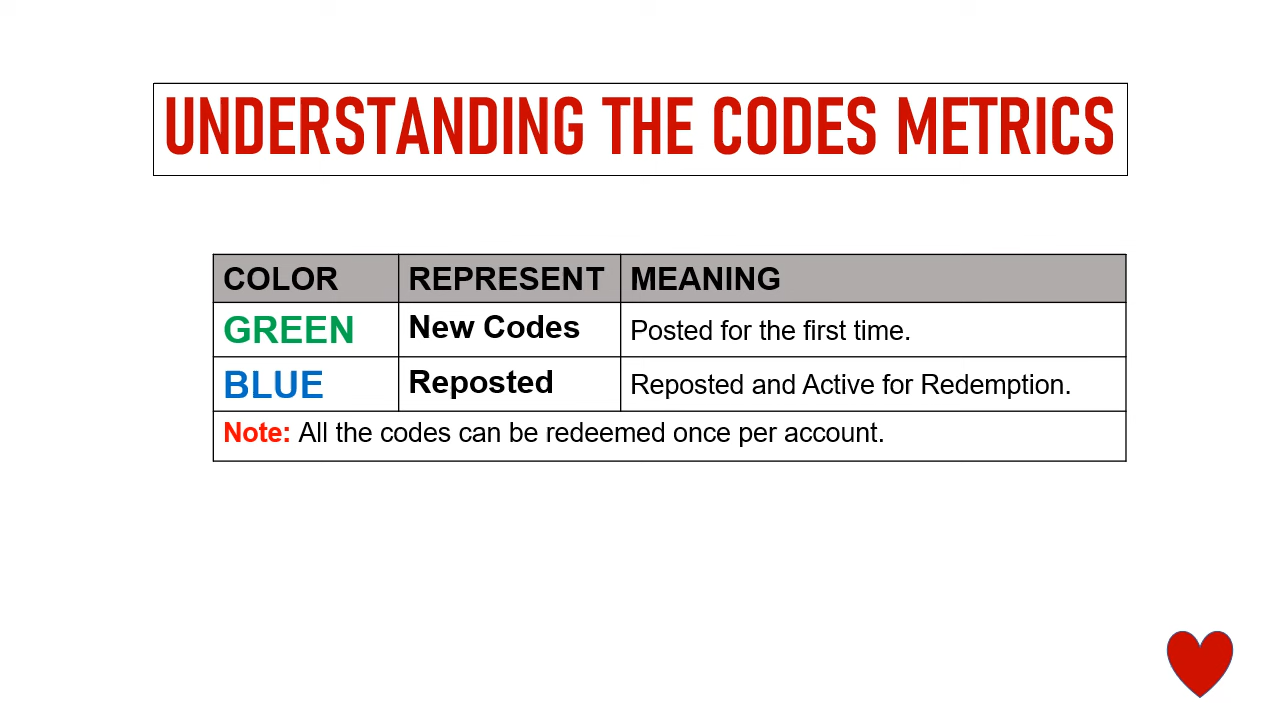 UNDERSTANDING THE CODES METRICS
COLOR REPRESENT MEANING
GREEN New Codes Posted for the first time.
BLUE Reposted Reposted and Active for Redemption.
Note: All the codes can be redeemed once per account.